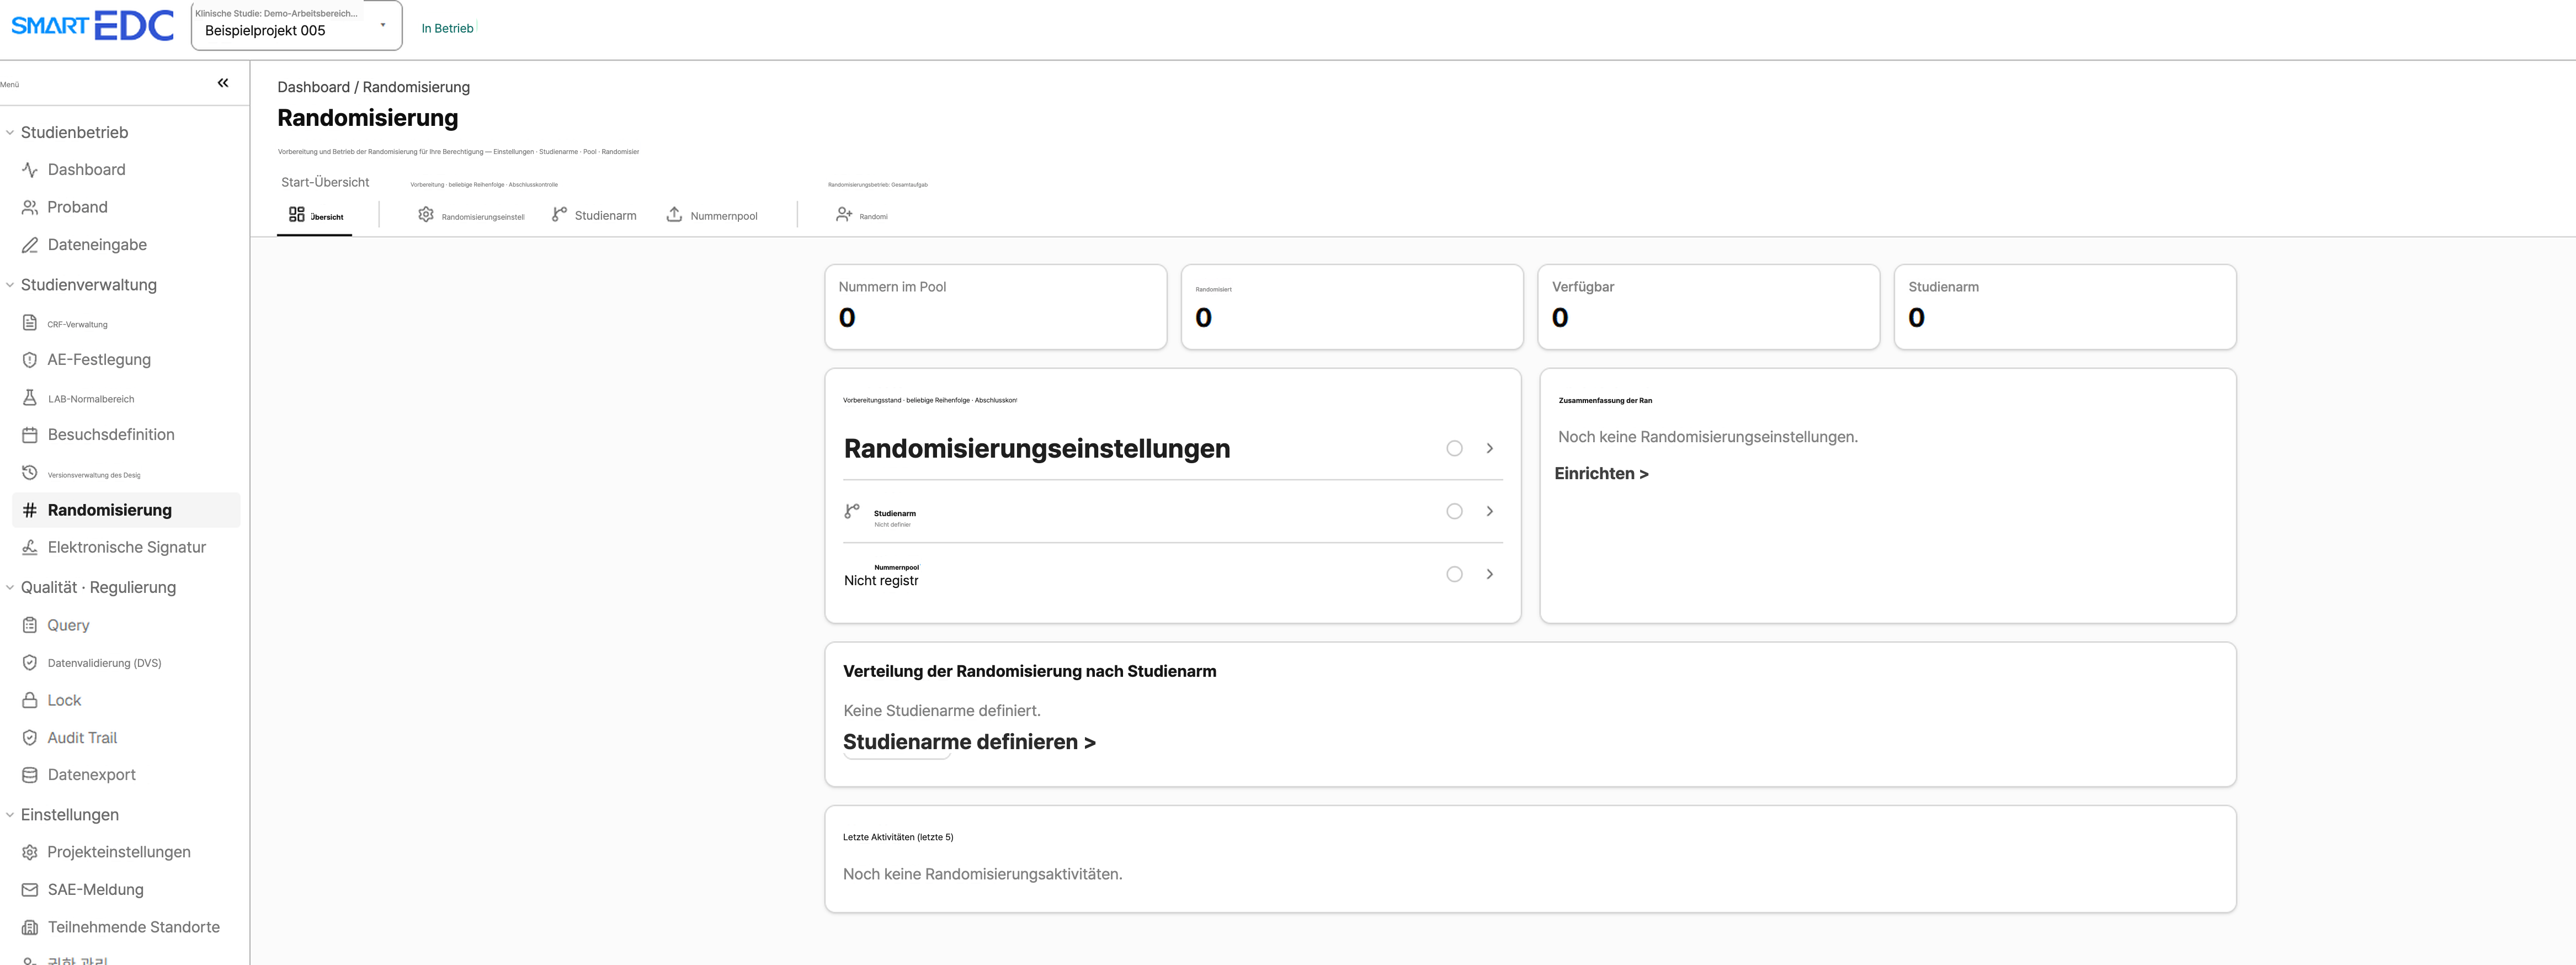 SMART EDC
Klinische Studie: Demo-Arbeitsbereich...
Beispielprojekt 005
In Betrieb
Menü
Studienbetrieb
Dashboard
Proband
Dateneingabe
Studienverwaltung
CRF-Verwaltung
AE-Festlegung
LAB-Normalbereich
Besuchsdefinition
Versionsverwaltung des Desig
Randomisierung
Elektronische Signatur
Qualität · Regulierung
Query
Datenvalidierung (DVS)
Lock
Audit Trail
Datenexport
Einstellungen
Projekteinstellungen
SAE-Meldung
Teilnehmende Standorte
Dashboard / Randomisierung
Randomisierung
Vorbereitung und Betrieb der Randomisierung für Ihre Berechtigung — Einstellungen · Studienarme · Pool · Randomisier
Start-Übersicht
Vorbereitung · beliebige Reihenfolge · Abschlusskontrolle
Randomisierungsbetrieb: Gesamtaufgab
Übersicht
Randomisierungseinstell
Studienarm
Nummernpool
Randomi
Nummern im Pool
0
Randomisiert
0
Verfügbar
0
Studienarm
0
Vorbereitungsstand · beliebige Reihenfolge · Abschlusskon
Randomisierungseinstellungen
Studienarm
Nicht definier
Nummernpool
Nicht registr
Zusammenfassung der Ran
Noch keine Randomisierungseinstellungen.
Einrichten >
Verteilung der Randomisierung nach Studienarm
Keine Studienarme definiert.
Studienarme definieren >
Letzte Aktivitäten (letzte 5)
Noch keine Randomisierungsaktivitäten.